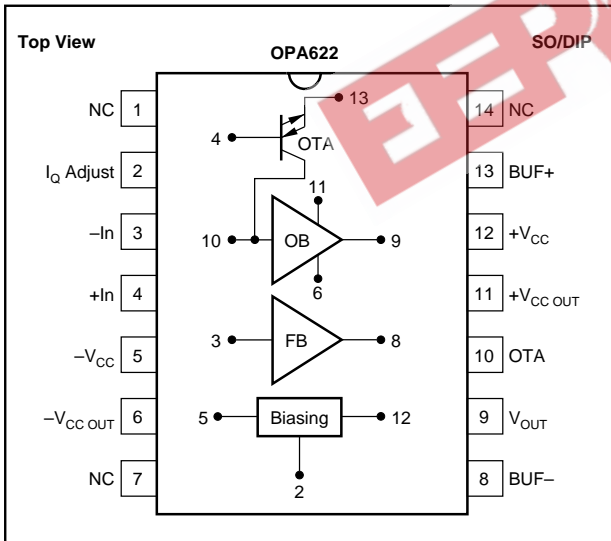 Top View
OPA622
SO/DIP
NC 1
14 NC
I_Q Adjust 2
13 BUF+
–In 3
12 +V_CC
+In 4
11 +V_CC OUT
–V_CC 5
10 OTA
–V_CC OUT 6
9 V_OUT
NC 7
8 BUF–
13
4
OTA
11
10
OB
9
6
3
FB
8
5
Biasing
12
2